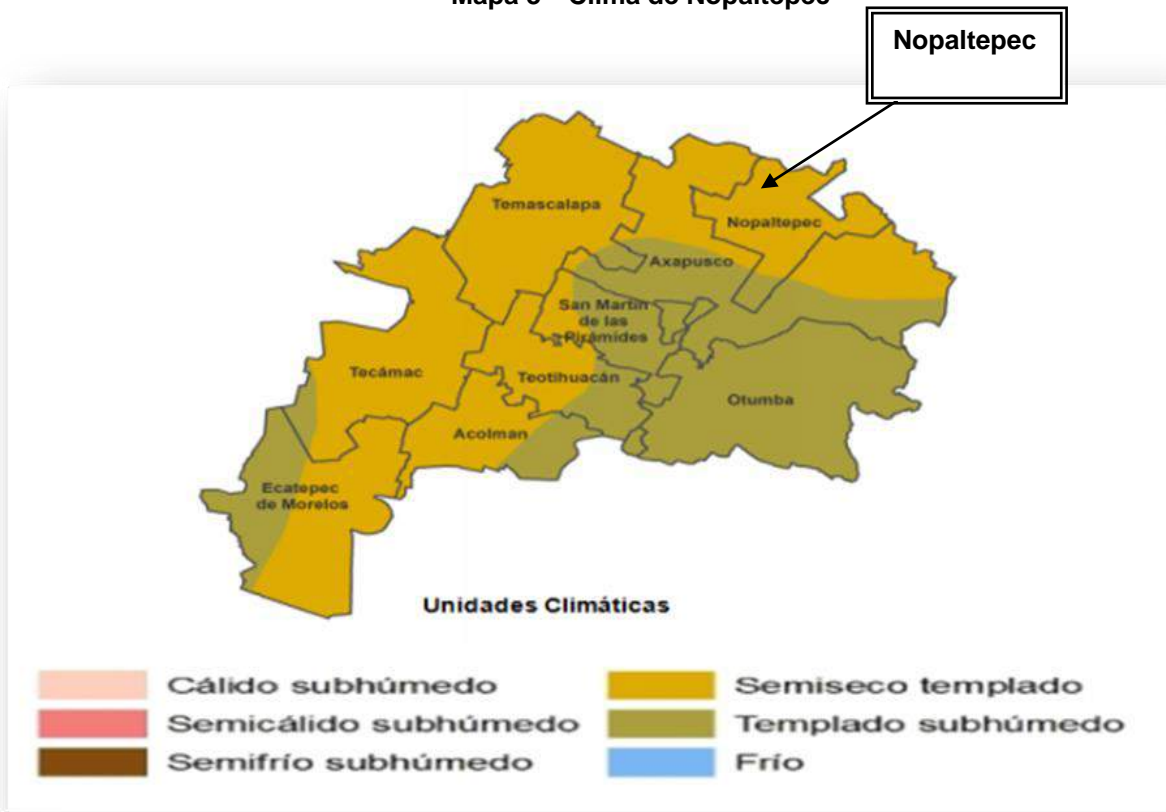 Nopaltepec
Temascalapa
Nopaltepec
Axapusco
San Martín
de las
Pirámides
Tecámac
Teotihuacán
Otumba
Acolman
Ecatepec
de Morelos
Unidades Climáticas
Cálido subhúmedo
Semiseco templado
Semicálido subhúmedo
Templado subhúmedo
Semifrío subhúmedo
Frío